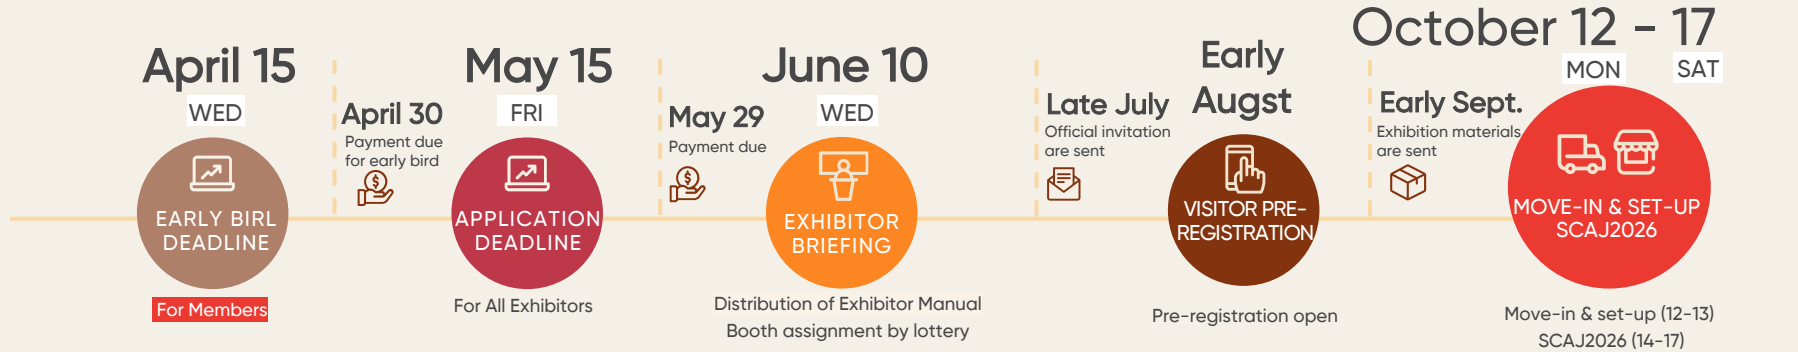 April 15
WED
EARLY BIRL
DEADLINE
For Members
April 30
Payment due
for early bird
May 15
FRI
APPLICATION
DEADLINE
For All Exhibitors
May 29
Payment due
June 10
WED
EXHIBITOR
BRIEFING
Distribution of Exhibitor Manual
Booth assignment by lottery
Late July
Official invitation
are sent
Early
Augst
VISITOR PRE-
REGISTRATION
Pre-registration open
Early Sept.
Exhibition materials
are sent
October 12 - 17
MON
SAT
MOVE-IN & SET-UP
SCAJ2026
Move-in & set-up (12-13)
SCAJ2026 (14-17)